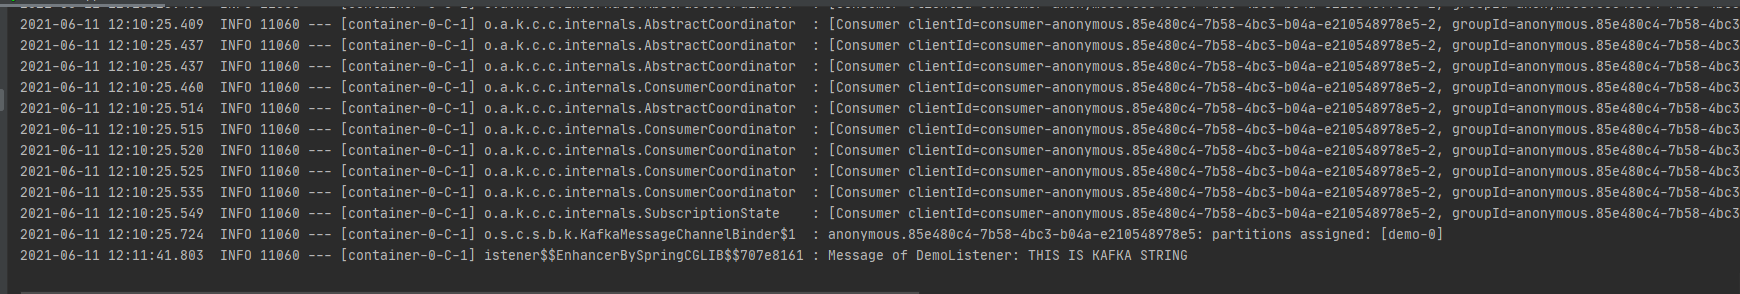 2021-06-11 12:10:25.409  INFO 11060 --- [container-0-C-1] o.a.k.c.c.internals.AbstractCoordinator  : [Consumer clientId=consumer-anonymous.85e480c4-7b58-4bc3-b04a-e210548978e5-2, groupId=anonymous.85e480c4-7b58-4bc3
2021-06-11 12:10:25.437  INFO 11060 --- [container-0-C-1] o.a.k.c.c.internals.AbstractCoordinator  : [Consumer clientId=consumer-anonymous.85e480c4-7b58-4bc3-b04a-e210548978e5-2, groupId=anonymous.85e480c4-7b58-4bc3
2021-06-11 12:10:25.437  INFO 11060 --- [container-0-C-1] o.a.k.c.c.internals.AbstractCoordinator  : [Consumer clientId=consumer-anonymous.85e480c4-7b58-4bc3-b04a-e210548978e5-2, groupId=anonymous.85e480c4-7b58-4bc3
2021-06-11 12:10:25.460  INFO 11060 --- [container-0-C-1] o.a.k.c.c.internals.ConsumerCoordinator  : [Consumer clientId=consumer-anonymous.85e480c4-7b58-4bc3-b04a-e210548978e5-2, groupId=anonymous.85e480c4-7b58-4bc3
2021-06-11 12:10:25.514  INFO 11060 --- [container-0-C-1] o.a.k.c.c.internals.AbstractCoordinator  : [Consumer clientId=consumer-anonymous.85e480c4-7b58-4bc3-b04a-e210548978e5-2, groupId=anonymous.85e480c4-7b58-4bc3
2021-06-11 12:10:25.515  INFO 11060 --- [container-0-C-1] o.a.k.c.c.internals.ConsumerCoordinator  : [Consumer clientId=consumer-anonymous.85e480c4-7b58-4bc3-b04a-e210548978e5-2, groupId=anonymous.85e480c4-7b58-4bc3
2021-06-11 12:10:25.520  INFO 11060 --- [container-0-C-1] o.a.k.c.c.internals.ConsumerCoordinator  : [Consumer clientId=consumer-anonymous.85e480c4-7b58-4bc3-b04a-e210548978e5-2, groupId=anonymous.85e480c4-7b58-4bc3
2021-06-11 12:10:25.525  INFO 11060 --- [container-0-C-1] o.a.k.c.c.internals.ConsumerCoordinator  : [Consumer clientId=consumer-anonymous.85e480c4-7b58-4bc3-b04a-e210548978e5-2, groupId=anonymous.85e480c4-7b58-4bc3
2021-06-11 12:10:25.535  INFO 11060 --- [container-0-C-1] o.a.k.c.c.internals.ConsumerCoordinator  : [Consumer clientId=consumer-anonymous.85e480c4-7b58-4bc3-b04a-e210548978e5-2, groupId=anonymous.85e480c4-7b58-4bc3
2021-06-11 12:10:25.549  INFO 11060 --- [container-0-C-1] o.a.k.c.c.internals.SubscriptionState    : [Consumer clientId=consumer-anonymous.85e480c4-7b58-4bc3-b04a-e210548978e5-2, groupId=anonymous.85e480c4-7b58-4bc3
2021-06-11 12:10:25.724  INFO 11060 --- [container-0-C-1] o.s.c.s.b.k.KafkaMessageChannelBinder$1  : anonymous.85e480c4-7b58-4bc3-b04a-e210548978e5: partitions assigned: [demo-0]
2021-06-11 12:11:41.803  INFO 11060 --- [container-0-C-1] istener$$EnhancerBySpringCGLIB$$707e8161 : Message of DemoListener: THIS IS KAFKA STRING